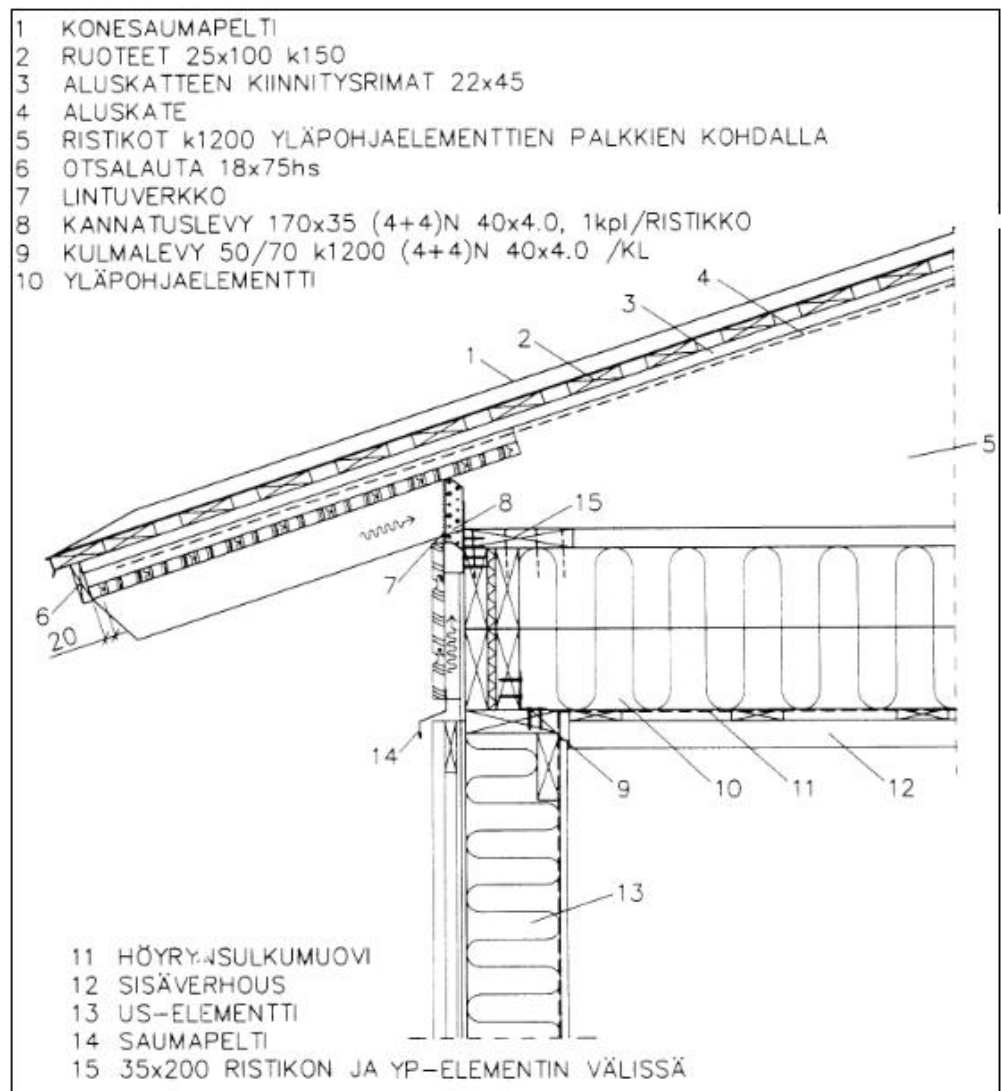 1 KONESAUMAPELTI
2 RUOTEET 25x100 k150
3 ALUSKATTEEN KIINNITYSRIMAT 22x45
4 ALUSKATE
5 RISTIKOT k1200 YLÄPOHJAELEMENTTIEN PALKKIEN KOHDALLA
6 OTSALAUTA 18x75hs
7 LINTUVERKKO
8 KANNATUSLEVY 170x35 (4+4)N 40x4.0, 1kpl/RISTIKKO
9 KULMALEVY 50/70 k1200 (4+4)N 40x4.0 /KL
10 YLÄPOHJAELEMENTTI
4
3
2
1
5
8
15
7
6
20
14
9
10
11
12
13
11 HÖYRYNSULKUMUOVI
12 SISÄVERHOUS
13 US-ELEMENTTI
14 SAUMAPELTI
15 35x200 RISTIKON JA YP-ELEMENTIN VÄLISSÄ